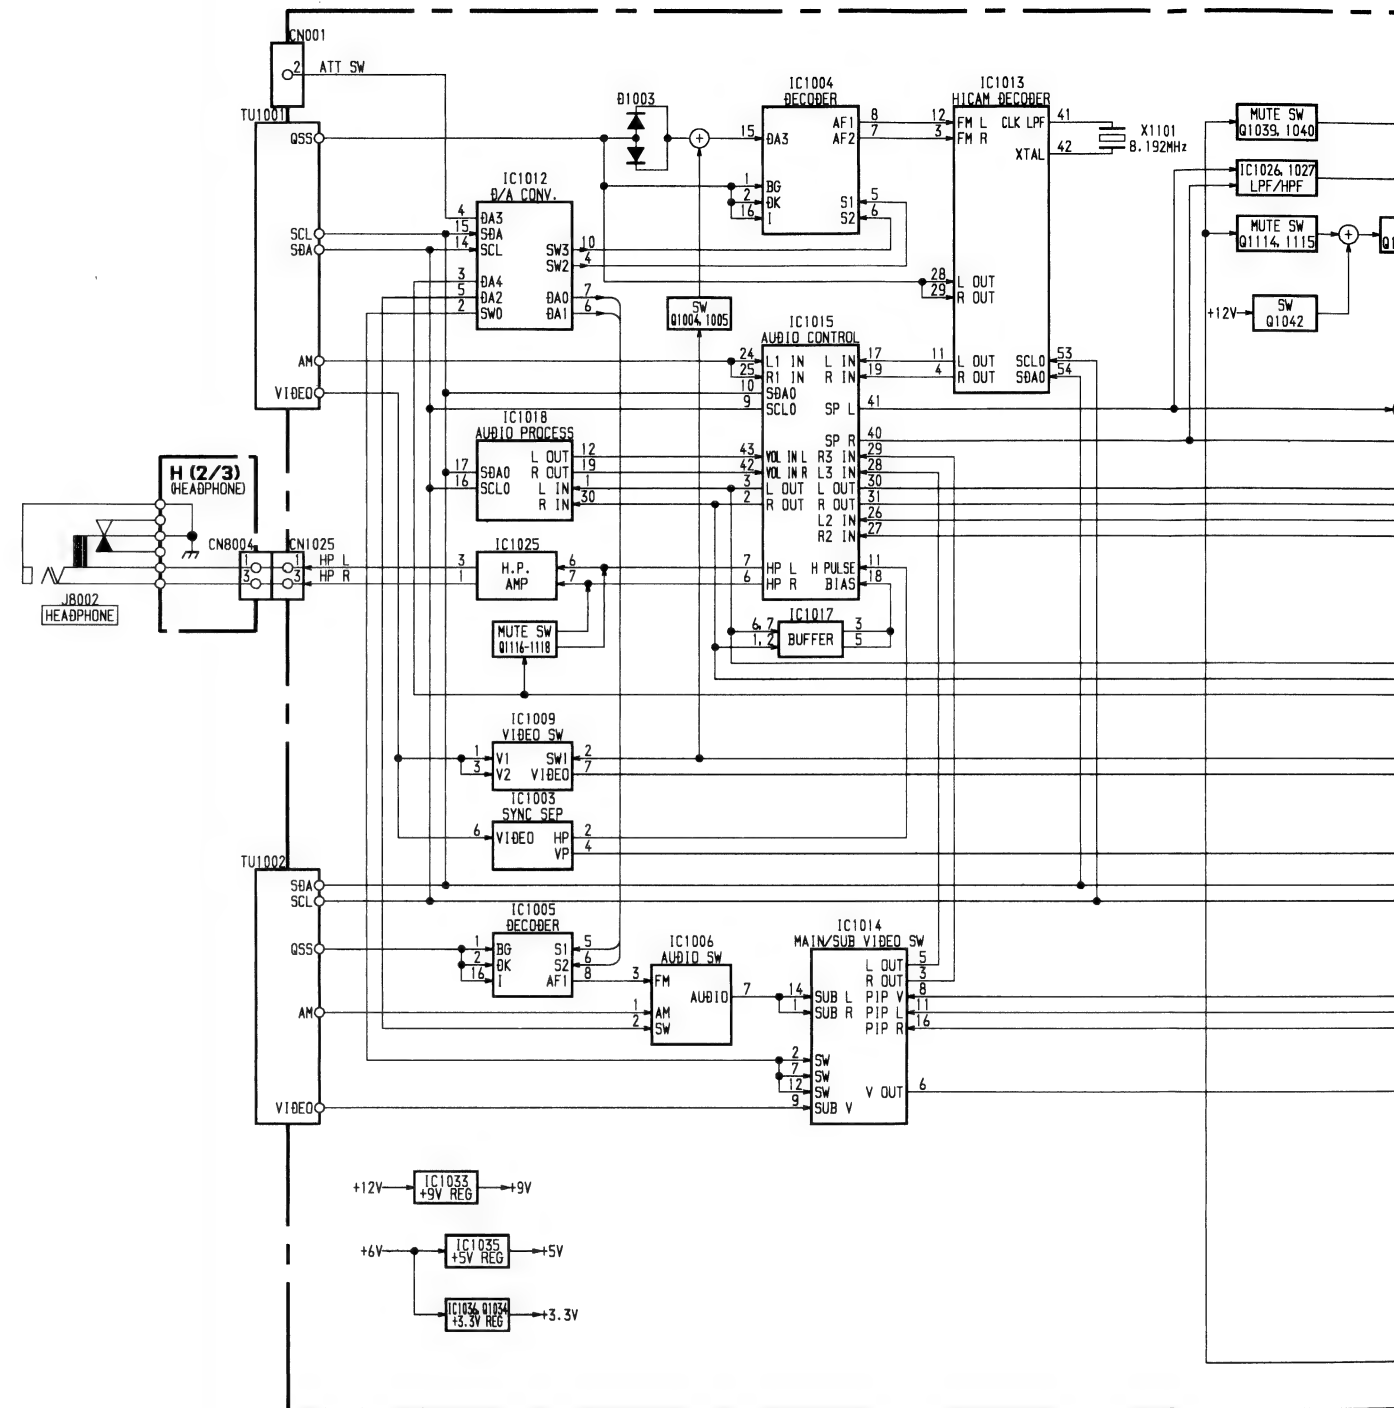 CN001
2 ATT SW
TU1001
QSS
SCL
SDA
AM
VIDEO
IC1012
D/A CONV.
4 DA3
15 SDA
14 SCL
3 DA4
5 DA2
2 SW0
SW3 10
SW2 4
DA0 7
DA1 6
D1003
SW
Q1004, 1005
IC1004
DECODER
15 DA3
1 BG
2 DK
16 I
AF1 8
AF2 7
S1 5
S2 6
IC1013
HICAM DECODER
12 FM L
3 FM R
CLK LPF 41
XTAL 42
X1101
8.192MHz
28 L OUT
29 R OUT
11 L OUT
4 R OUT
SCL0 53
SDA0 54
MUTE SW
Q1039, 1040
IC1026, 1027
LPF/HPF
MUTE SW
Q1114, 1115
+12V
SW
Q1042
IC1015
AUDIO CONTROL
24 L1 IN
25 R1 IN
10 SDA0
9 SCL0
43 VOL IN L
42 VOL IN R
3 L OUT
2 R OUT
7 HP L
6 HP R
L IN 17
R IN 19
SP L 41
SP R 40
R3 IN 29
L3 IN 28
L OUT 30
R OUT 31
L2 IN 26
R2 IN 27
H PULSE 11
BIAS 18
IC1018
AUDIO PROCESS
17 SDA0
16 SCL0
L OUT 12
R OUT 19
L IN 1
R IN 30
H (2/3)
(HEADPHONE)
CN8004
1
3
CN1025
1 HP L
3 HP R
J8002
HEADPHONE
IC1025
H.P.
AMP
3
1
6
7
MUTE SW
Q1116-1118
IC1017
BUFFER
6, 7
1, 2
3
5
IC1009
VIDEO SW
1 V1
3 V2
SW1 2
VIDEO 7
IC1003
SYNC SEP
6 VIDEO
HP 2
VP 4
TU1002
SDA
SCL
QSS
AM
VIDEO
IC1005
DECODER
1 BG
2 DK
16 I
S1 5
S2 6
AF1 8
IC1006
AUDIO SW
3 FM
1 AM
2 SW
AUDIO 7
IC1014
MAIN/SUB VIDEO SW
14 SUB L
1 SUB R
2 SW
7 SW
12 SW
9 SUB V
L OUT 5
R OUT 3
PIP V 8
PIP L 11
PIP R 16
V OUT 6
+12V
IC1033
+9V REG
+9V
+6V
IC1035
+5V REG
+5V
IC1036, Q1034
+3.3V REG
+3.3V